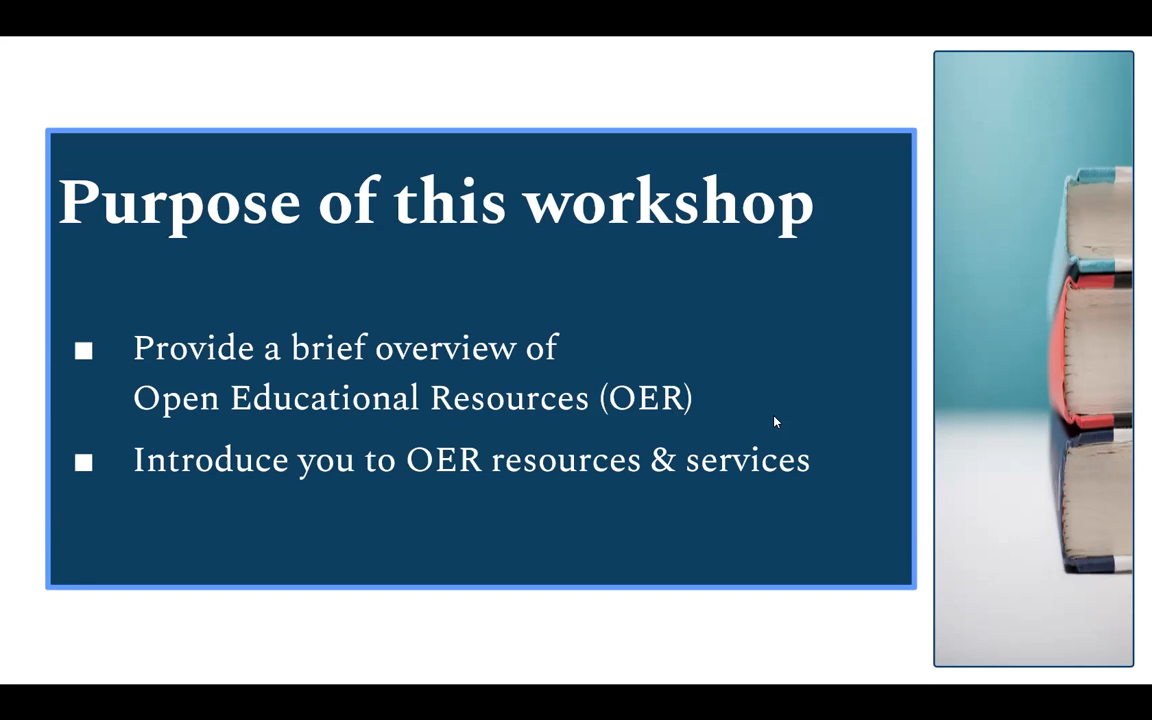 Purpose of this workshop
■ Provide a brief overview of
Open Educational Resources (OER)
■ Introduce you to OER resources & services